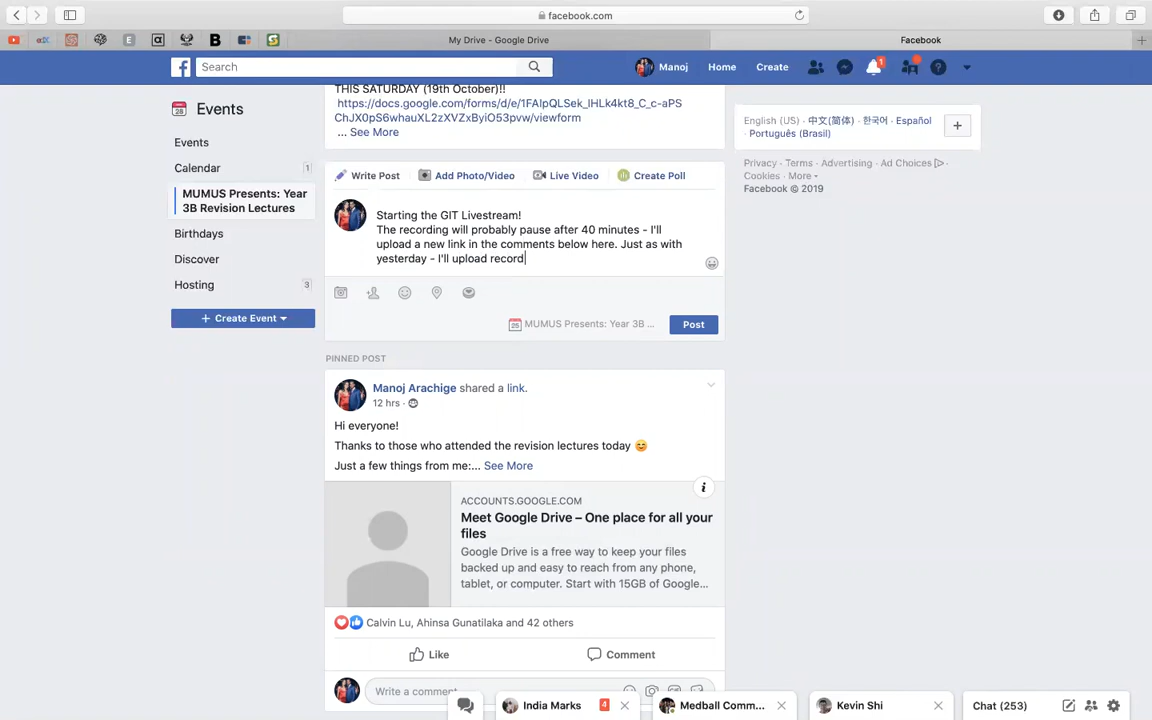 facebook.com
My Drive - Google Drive
Facebook
Search
Manoj
Home
Create
1
Events
Events
Calendar
1
MUMUS Presents: Year
3B Revision Lectures
Birthdays
Discover
Hosting
3
+ Create Event
THIS SATURDAY (19th October)!!
https://docs.google.com/forms/d/e/1FAIpQLSek_lHLk4kt8_C_c-aPS
ChJX0pS6whauXL2zXVZxByiO53pvw/viewform
... See More
Write Post
Add Photo/Video
Live Video
Create Poll
Starting the GIT Livestream!
The recording will probably pause after 40 minutes - I'll
upload a new link in the comments below here. Just as with
yesterday - I'll upload record
MUMUS Presents: Year 3B ...
Post
PINNED POST
Manoj Arachige shared a link.
12 hrs ·
Hi everyone!
Thanks to those who attended the revision lectures today 😊
Just a few things from me:... See More
ACCOUNTS.GOOGLE.COM
Meet Google Drive – One place for all your
files
Google Drive is a free way to keep your files
backed up and easy to reach from any phone,
tablet, or computer. Start with 15GB of Google...
Calvin Lu, Ahinsa Gunatilaka and 42 others
Like
Comment
Write a comment
English (US) · 中文(简体) · 한국어 · Español
· Português (Brasil)
Privacy · Terms · Advertising · Ad Choices ·
Cookies · More
Facebook © 2019
India Marks
4
Medball Comm...
Kevin Shi
Chat (253)